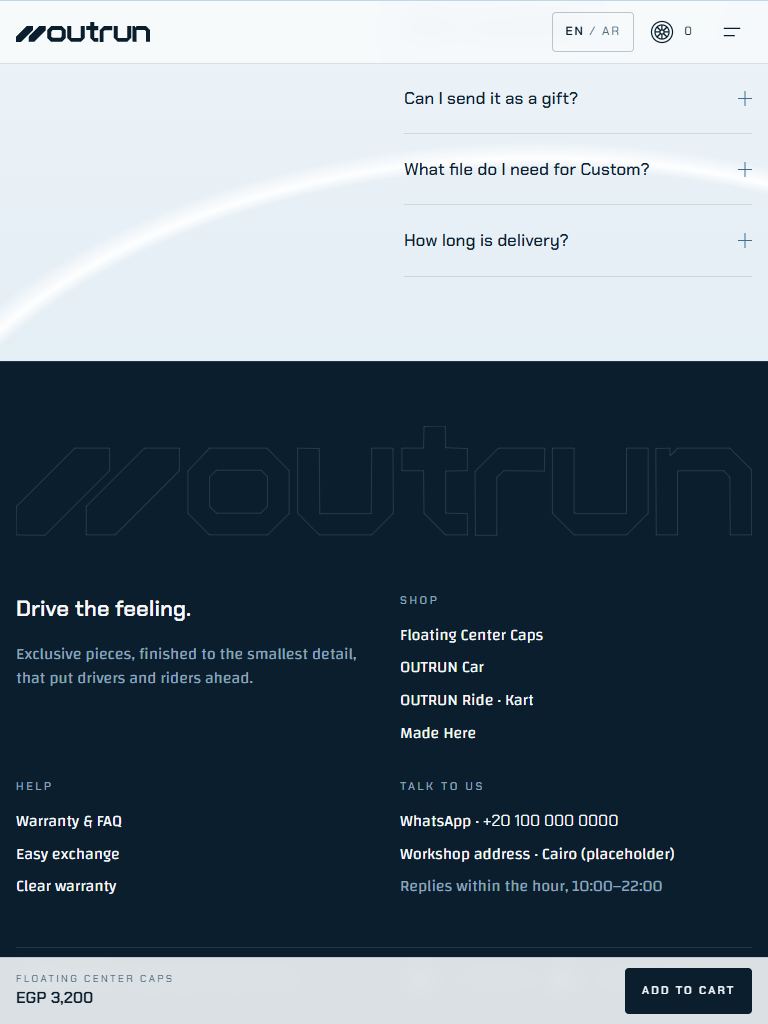 outrun
EN / AR
0
Can I send it as a gift?
What file do I need for Custom?
How long is delivery?
outrun
Drive the feeling.
Exclusive pieces, finished to the smallest detail,
that put drivers and riders ahead.
SHOP
Floating Center Caps
OUTRUN Car
OUTRUN Ride · Kart
Made Here
HELP
Warranty & FAQ
Easy exchange
Clear warranty
TALK TO US
WhatsApp · +20 100 000 0000
Workshop address · Cairo (placeholder)
Replies within the hour, 10:00–22:00
FLOATING CENTER CAPS
EGP 3,200
ADD TO CART